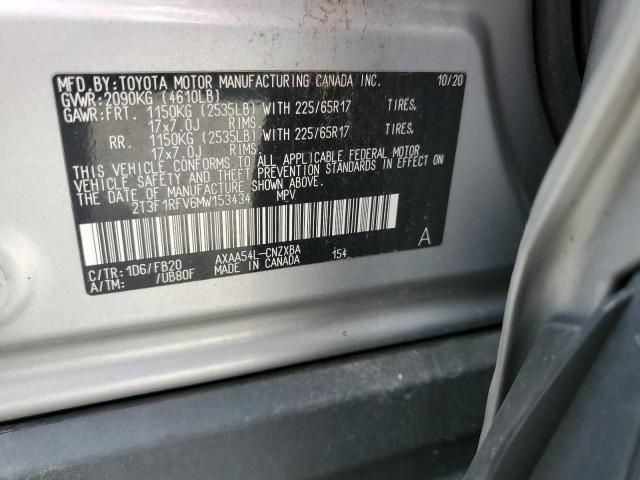 MFD.BY:TOYOTA MOTOR MANUFACTURING CANADA INC. 10/20
GVWR:2090KG (4610LB)
GAWR:FRT. 1150KG (2535LB) WITH 225/65R17 TIRES,
17x7.0J RIMS,
RR. 1150KG (2535LB) WITH 225/65R17 TIRES,
17x7.0J RIMS,
THIS VEHICLE CONFORMS TO ALL APPLICABLE FEDERAL MOTOR
VEHICLE SAFETY AND THEFT PREVENTION STANDARDS IN EFFECT ON
THE DATE OF MANUFACTURE SHOWN ABOVE.
2T3F1RFV6MW153434 MPV
A
C/TR:1D6/FB20 AXAA54L-CNZXBA 154
A/TM: /UB80F MADE IN CANADA